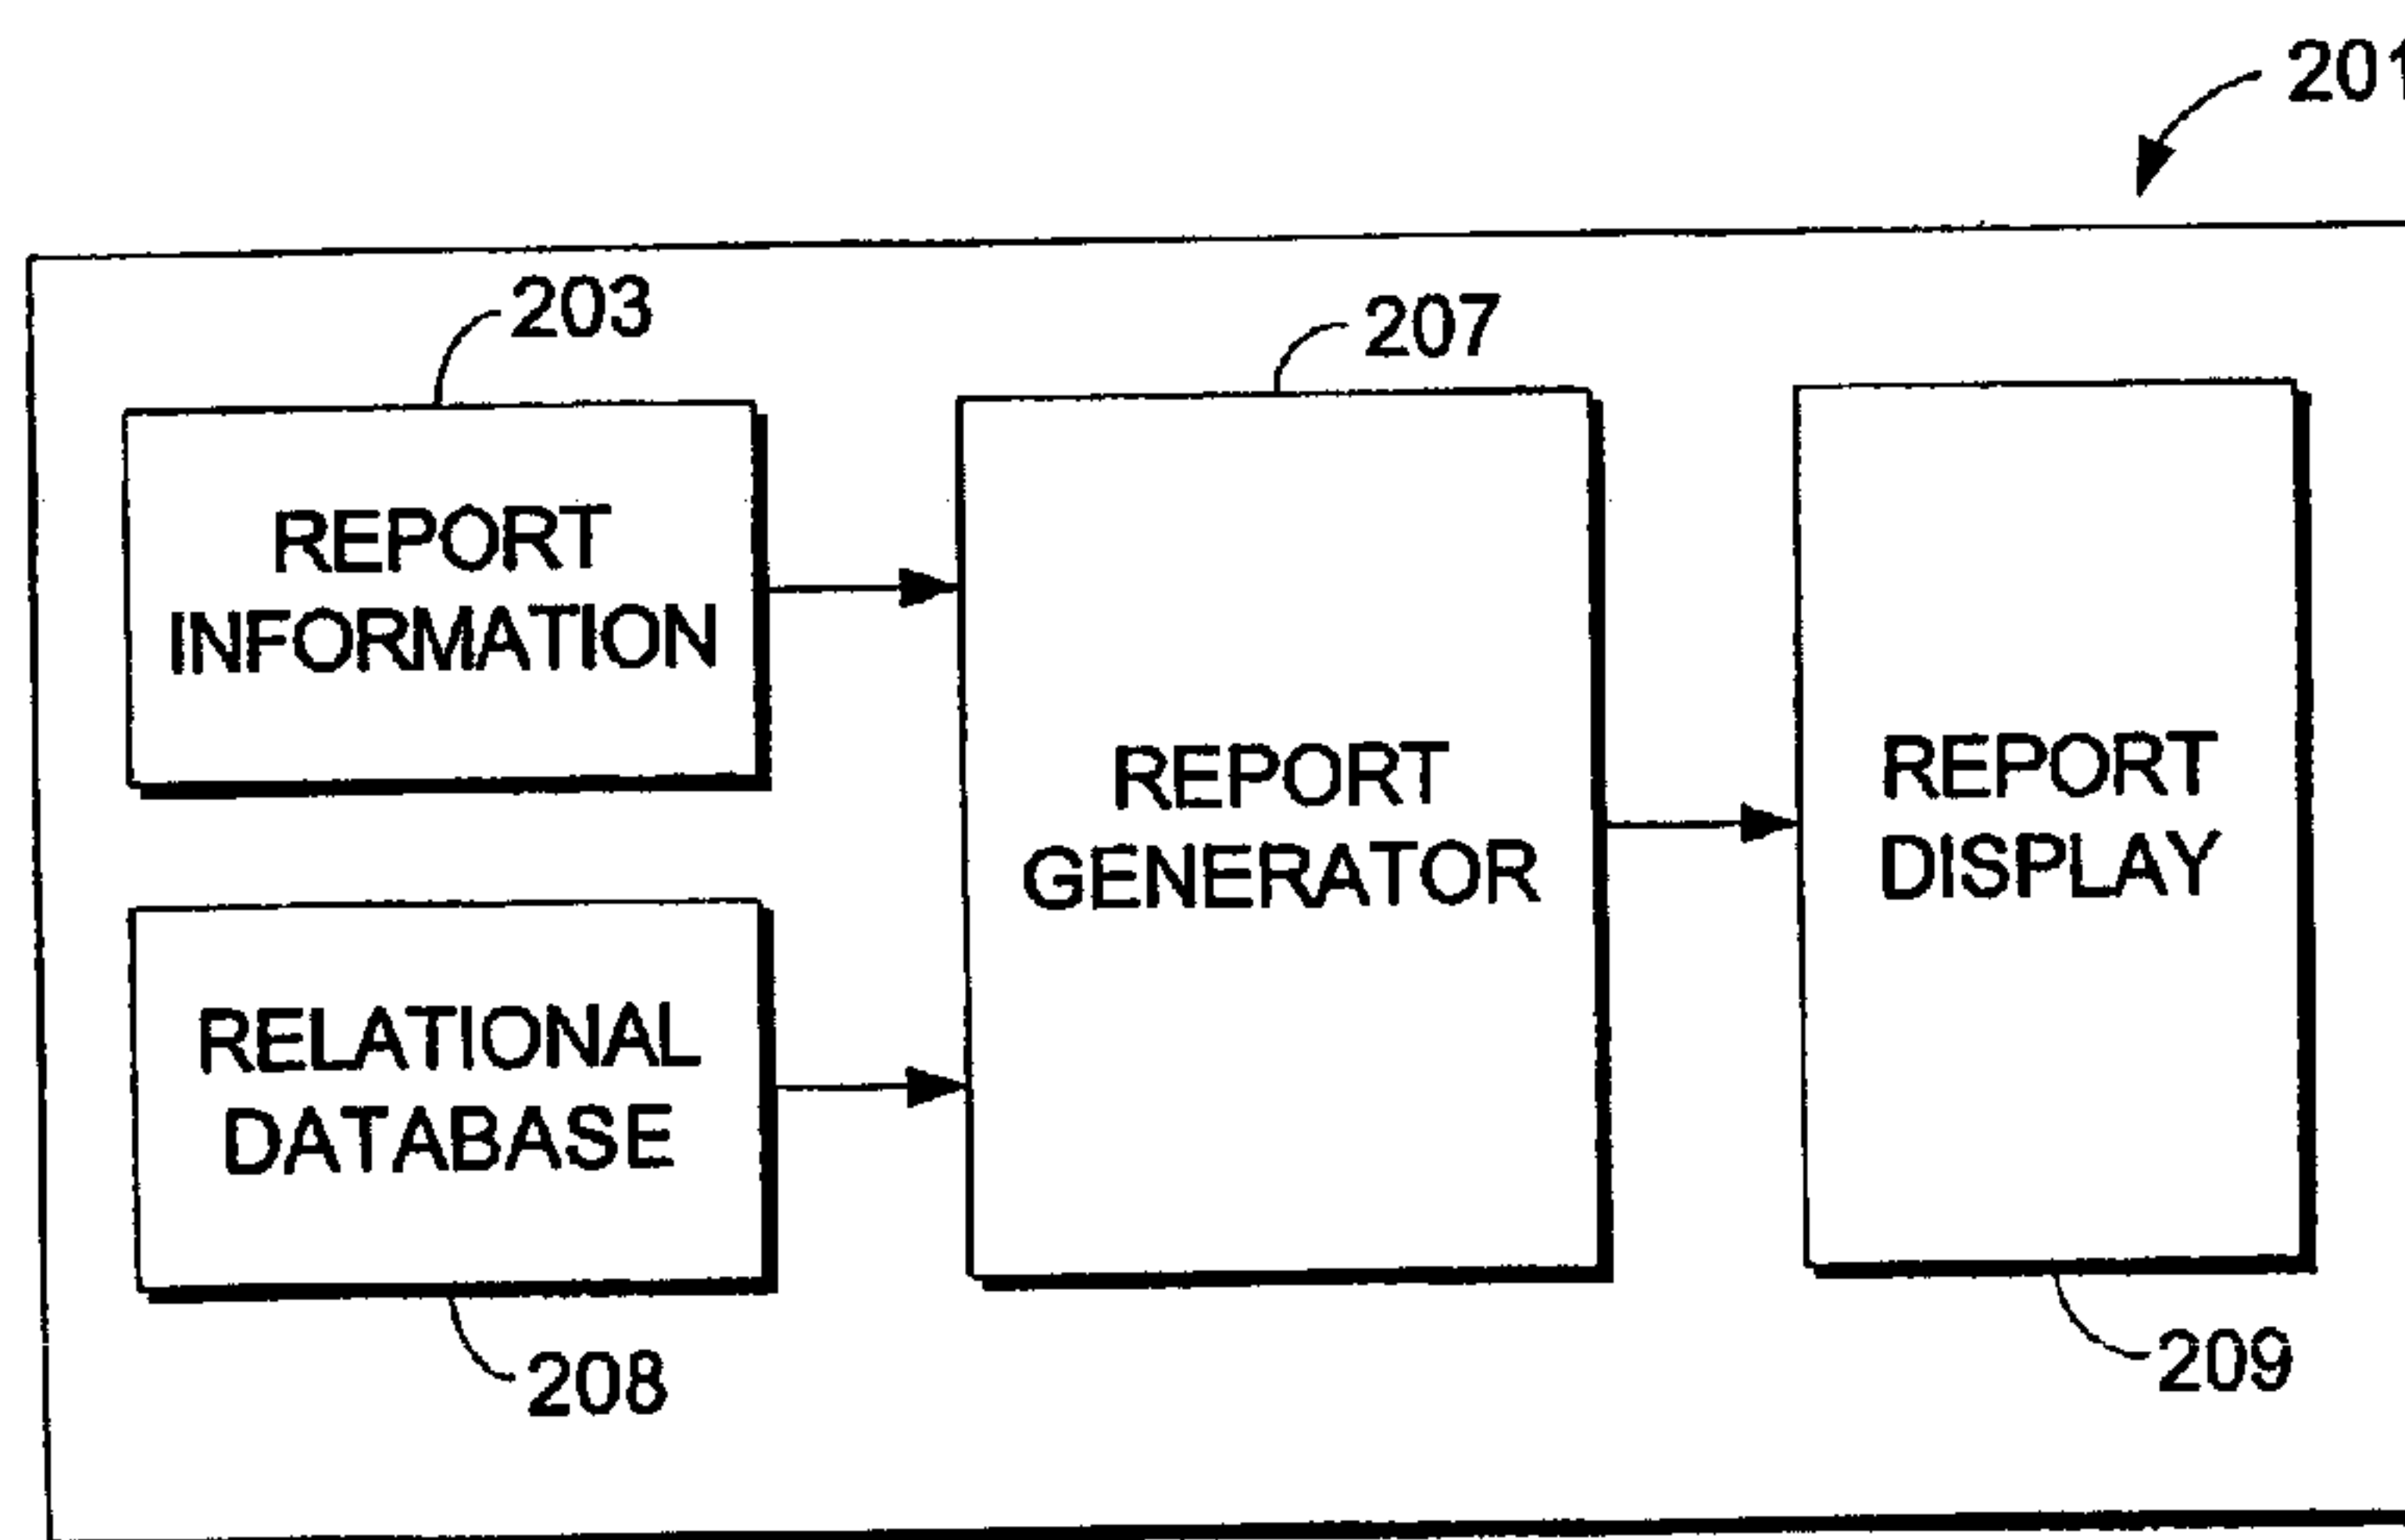 201
203
207
REPORT
INFORMATION
REPORT
GENERATOR
REPORT
DISPLAY
RELATIONAL
DATABASE
208
209